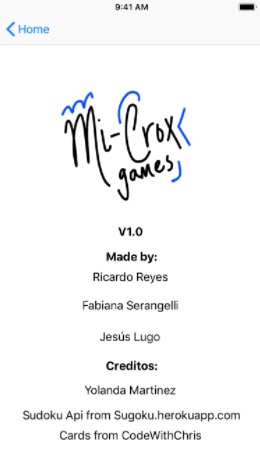 9:41 AM
Home
Mi-Crox
games
V1.0
Made by:
Ricardo Reyes
Fabiana Serangelli
Jesús Lugo
Creditos:
Yolanda Martinez
Sudoku Api from Sugoku.herokuapp.com
Cards from CodeWithChris